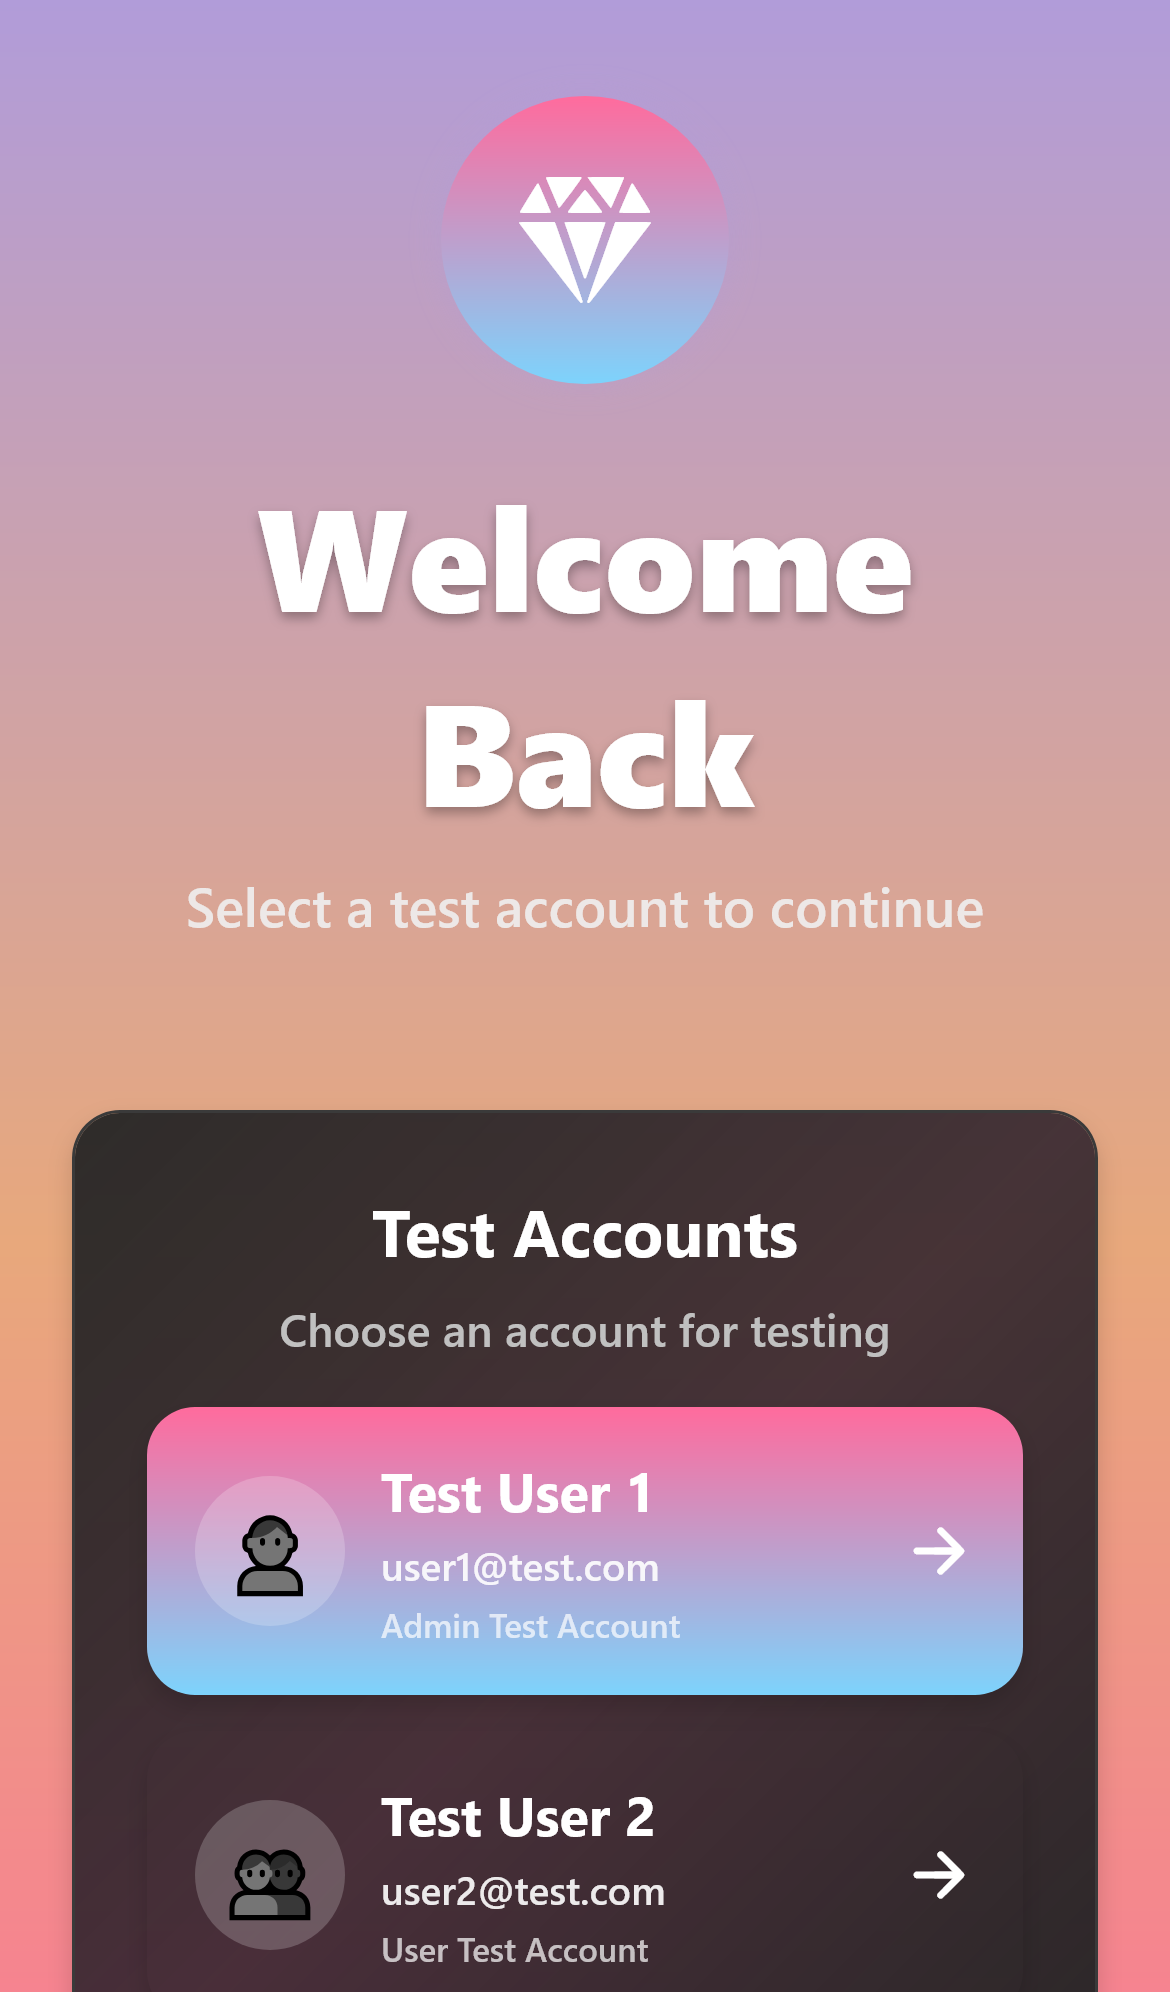 Welcome
Back
Select a test account to continue
Test Accounts
Choose an account for testing
Test User 1
user1@test.com
Admin Test Account
Test User 2
user2@test.com
User Test Account